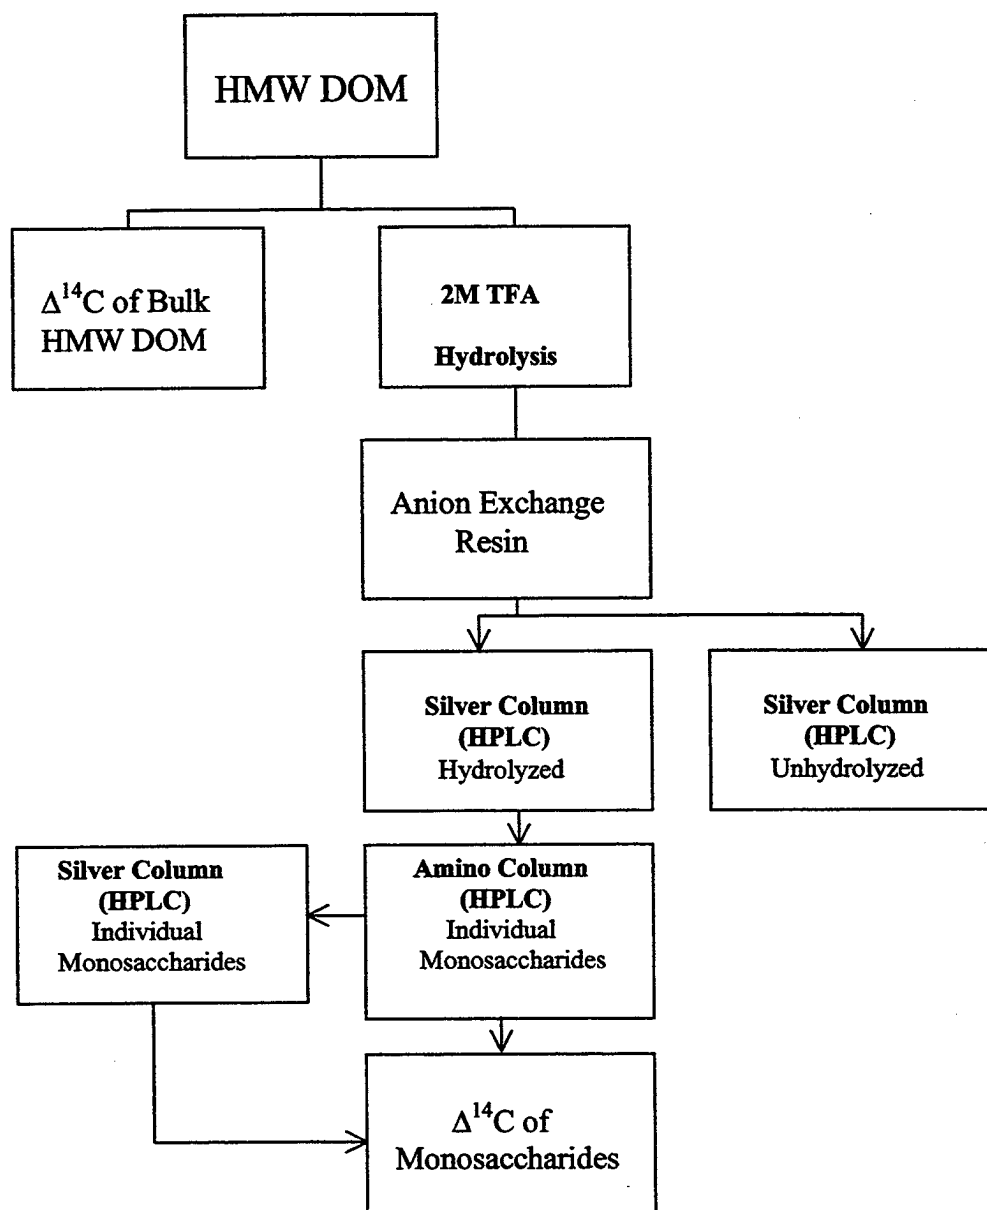 HMW DOM
Δ¹⁴C of Bulk
HMW DOM
2M TFA
Hydrolysis
Anion Exchange
Resin
Silver Column
(HPLC)
Hydrolyzed
Silver Column
(HPLC)
Unhydrolyzed
Silver Column
(HPLC)
Individual
Monosaccharides
Amino Column
(HPLC)
Individual
Monosaccharides
Δ¹⁴C of
Monosaccharides